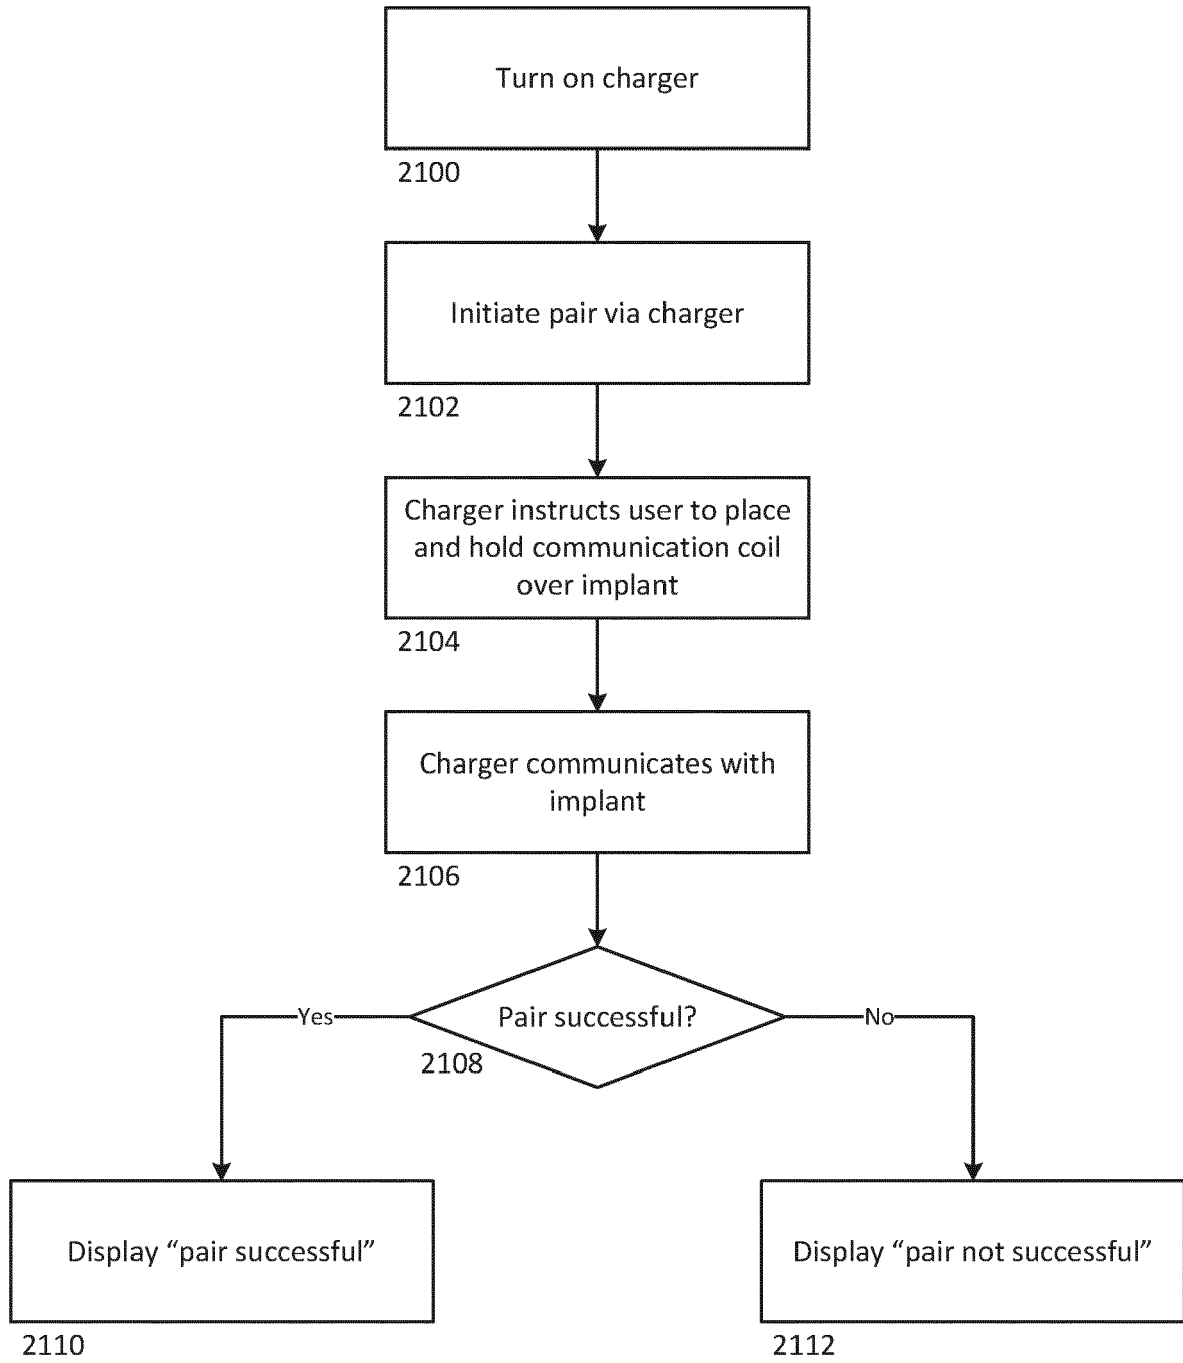 Turn on charger
2100
Initiate pair via charger
2102
Charger instructs user to place
and hold communication coil
over implant
2104
Charger communicates with
implant
2106
Pair successful?
2108
Yes
No
Display “pair successful”
2110
Display “pair not successful”
2112